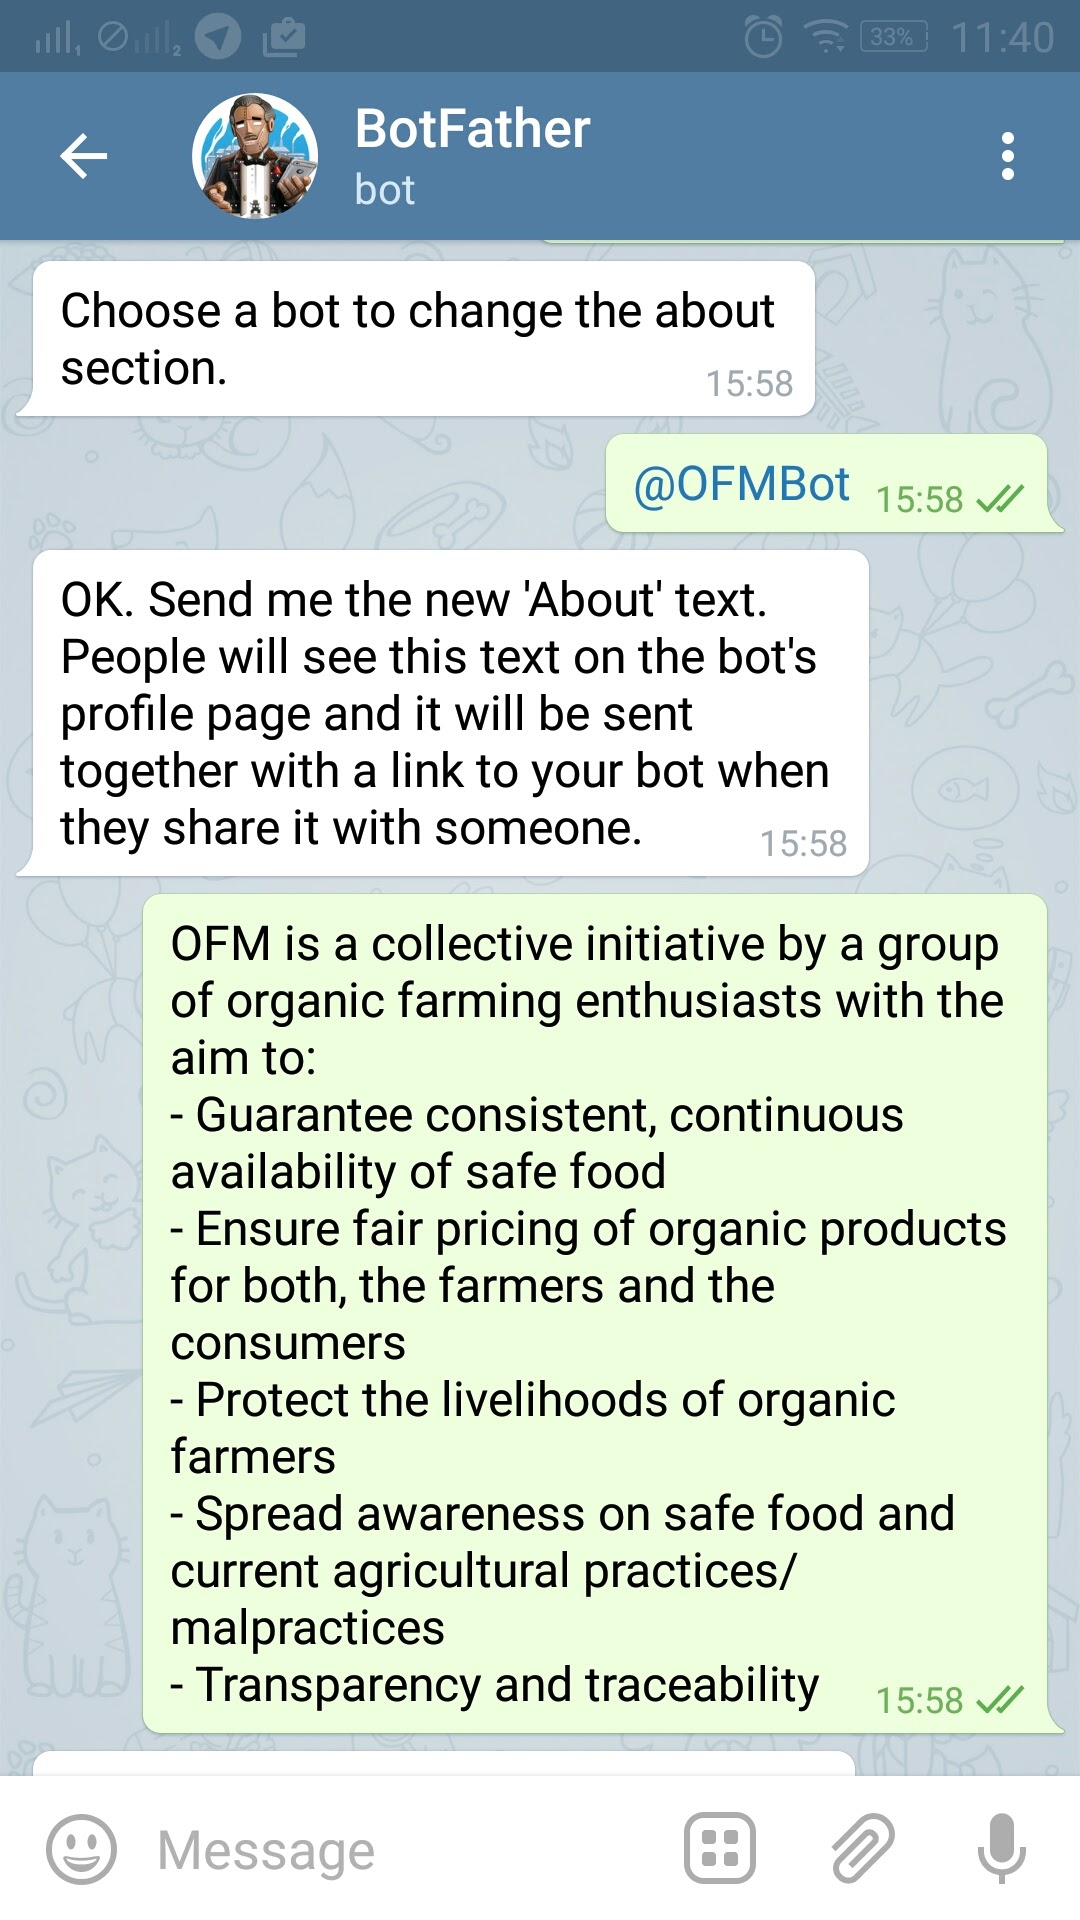 1
2
33%
11:40
BotFather
bot
Choose a bot to change the about
section.
15:58
@OFMBot
15:58
OK. Send me the new 'About' text.
People will see this text on the bot's
profile page and it will be sent
together with a link to your bot when
they share it with someone.
15:58
OFM is a collective initiative by a group
of organic farming enthusiasts with the
aim to:
- Guarantee consistent, continuous
availability of safe food
- Ensure fair pricing of organic products
for both, the farmers and the
consumers
- Protect the livelihoods of organic
farmers
- Spread awareness on safe food and
current agricultural practices/
malpractices
- Transparency and traceability
15:58
Message